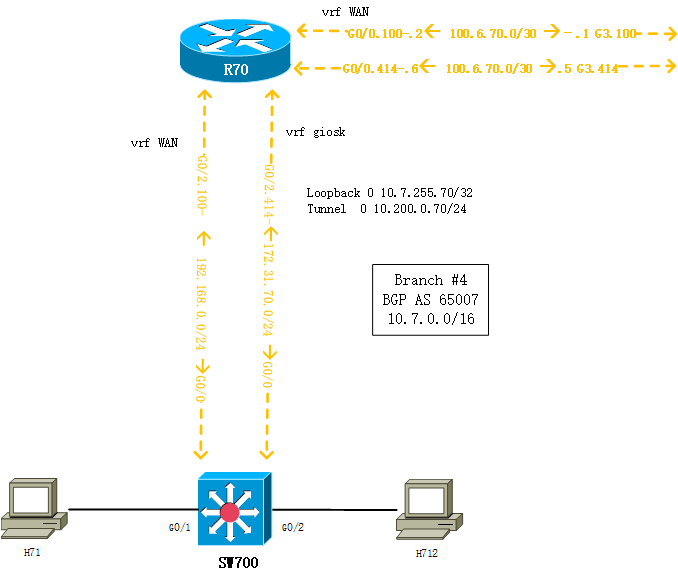 vrf WAN
G0/0.100-.2 100.6.70.0/30 -.1 G3.100
G0/0.414-.6 100.6.70.0/30 .5 G3.414
R70
vrf WAN
vrf giosk
G0/2.100-
192.168.0.0/24
G0/0
G0/2.414-
172.31.70.0/24
G0/0
Loopback 0 10.7.255.70/32
Tunnel 0 10.200.0.70/24
Branch #4
BGP AS 65007
10.7.0.0/16
G0/1
G0/2
H71
SW700
H712